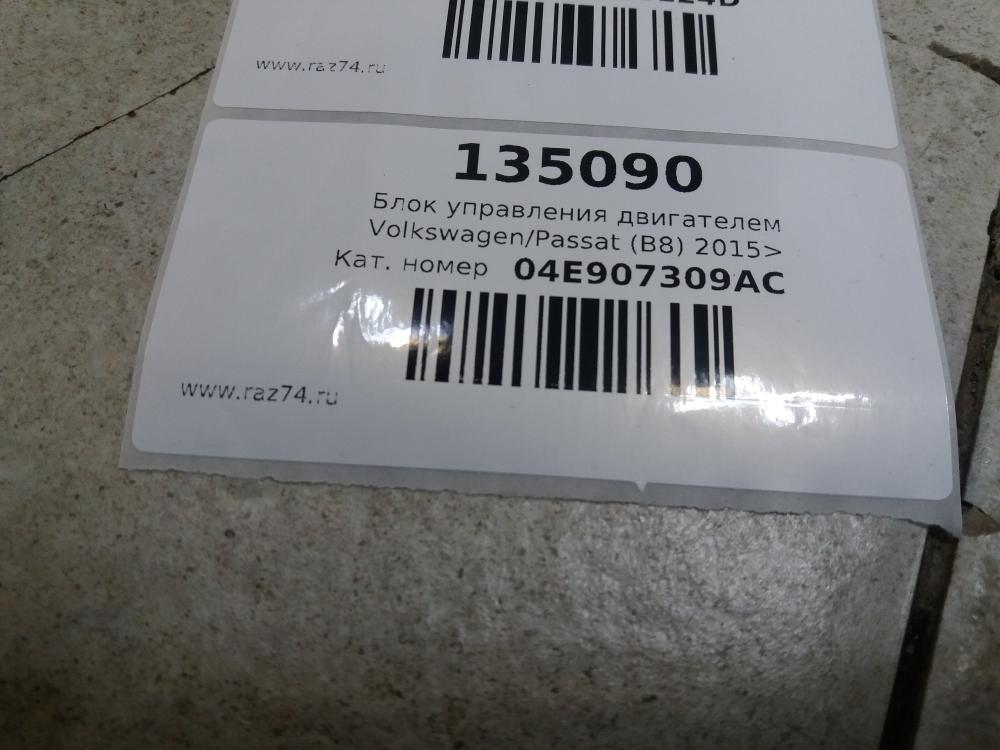 www.raz74.ru
135090
Блок управления двигателем
Volkswagen/Passat (B8) 2015>
Кат. номер 04E907309AC
www.raz74.ru